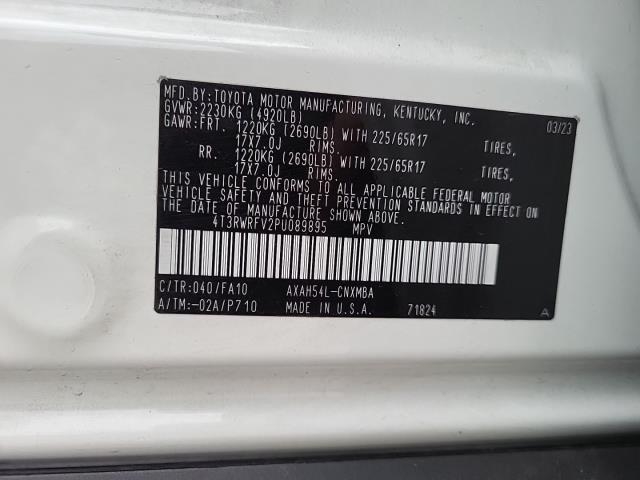 MFD.BY:TOYOTA MOTOR MANUFACTURING, KENTUCKY, INC. 03/23
GVWR:2230KG (4920LB)
GAWR:FRT. 1220KG (2690LB) WITH 225/65R17 TIRES,
17X7.0J RIMS.
RR. 1220KG (2690LB) WITH 225/65R17 TIRES,
17X7.0J RIMS.
THIS VEHICLE CONFORMS TO ALL APPLICABLE FEDERAL MOTOR
VEHICLE SAFETY AND THEFT PREVENTION STANDARDS IN EFFECT
ON THE DATE OF MANUFACTURE SHOWN ABOVE.
4T3RWRFV2PU089895 MPV
C/TR:040/FA10 AXAH54L-CNXMBA
A/TM:-02A/P710 MADE IN U.S.A. 71824 A